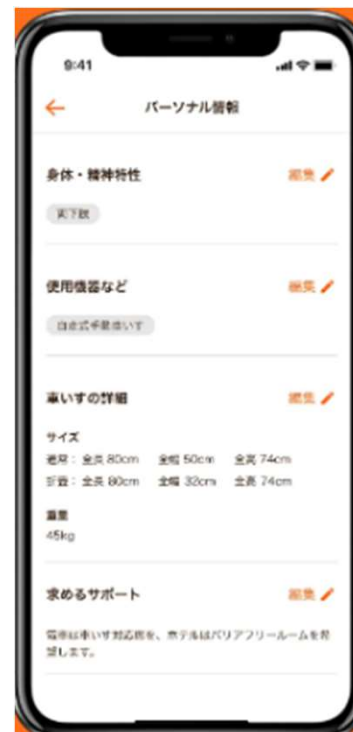 9:41
パーソナル情報
身体・精神特性
編集
両下肢
使用機器など
編集
自走式手動車いす
車いすの詳細
編集
サイズ
通常： 全長 80cm 全幅 50cm 全高 74cm
折畳： 全長 80cm 全幅 32cm 全高 74cm
重量
45kg
求めるサポート
編集
電車は車いす対応席を、ホテルはバリアフリールームを希
望します。